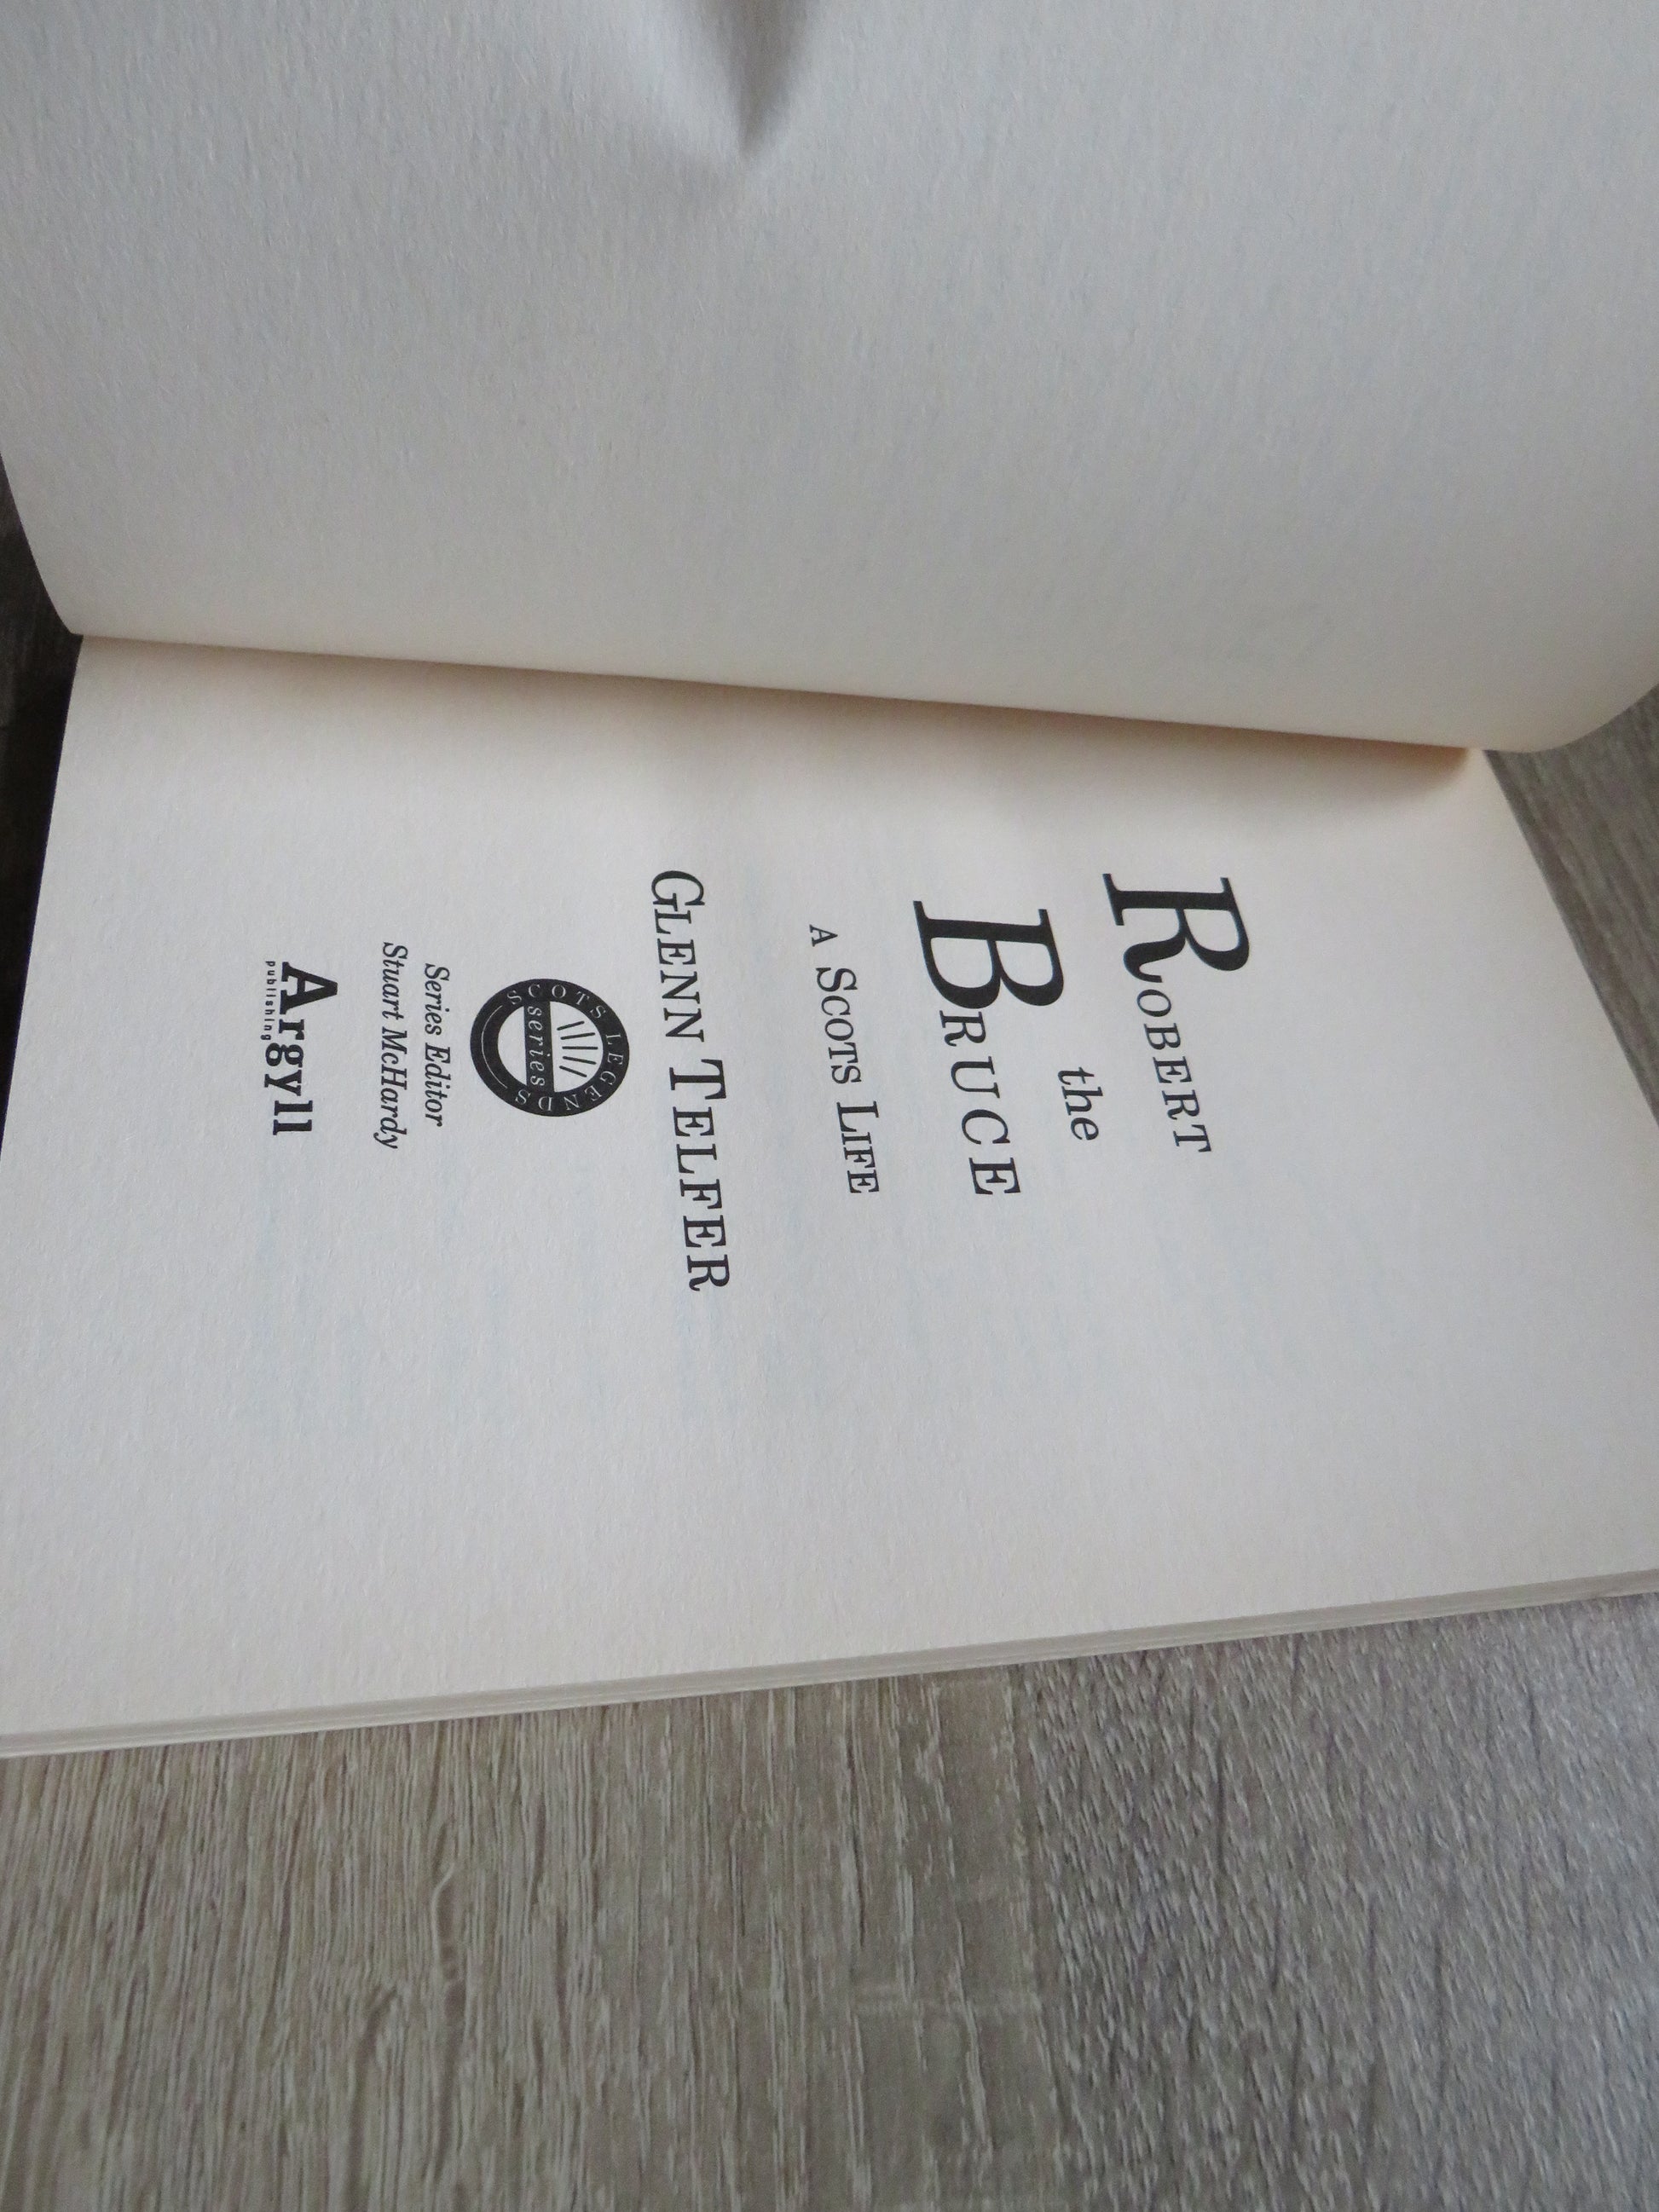 ROBERT
the
BRUCE
A SCOTS LIFE
GLENN TELFER
SCOTS LEGENDS
series
Series Editor
Stuart McHardy
Argyll
publishing